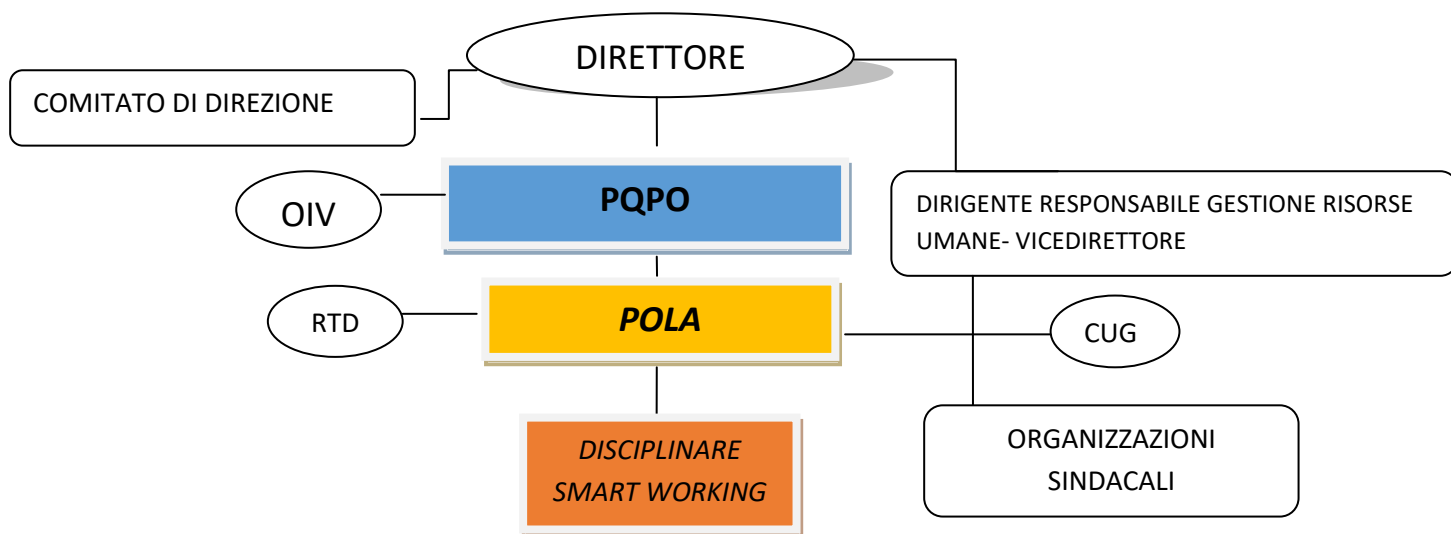 DIRETTORE
COMITATO DI DIREZIONE
PQPO
OIV
DIRIGENTE RESPONSABILE GESTIONE RISORSE
UMANE- VICEDIRETTORE
RTD
POLA
CUG
DISCIPLINARE
SMART WORKING
ORGANIZZAZIONI
SINDACALI